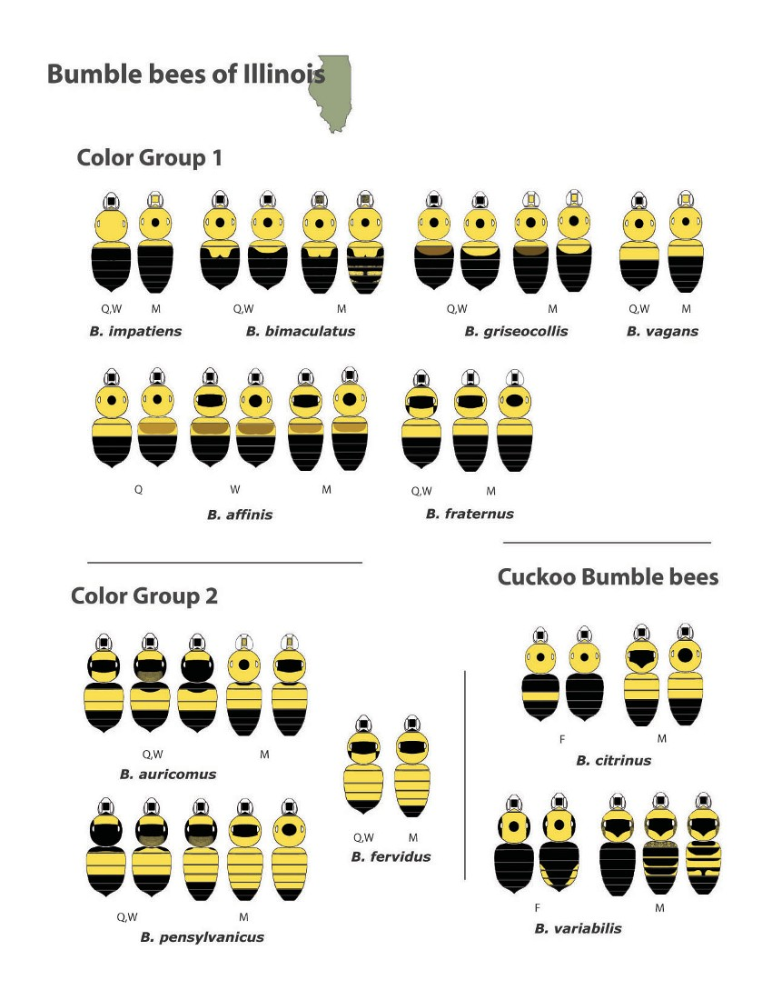 Bumble bees of Illinois
Color Group 1
Q,W M Q,W M Q,W M Q,W M
B. impatiens B. bimaculatus B. griseocollis B. vagans
Q W M Q,W M
B. affinis B. fraternus
Color Group 2
Q,W M
B. auricomus
Q,W M
B. fervidus
Q,W M
B. pensylvanicus
Cuckoo Bumble bees
F M
B. citrinus
F M
B. variabilis